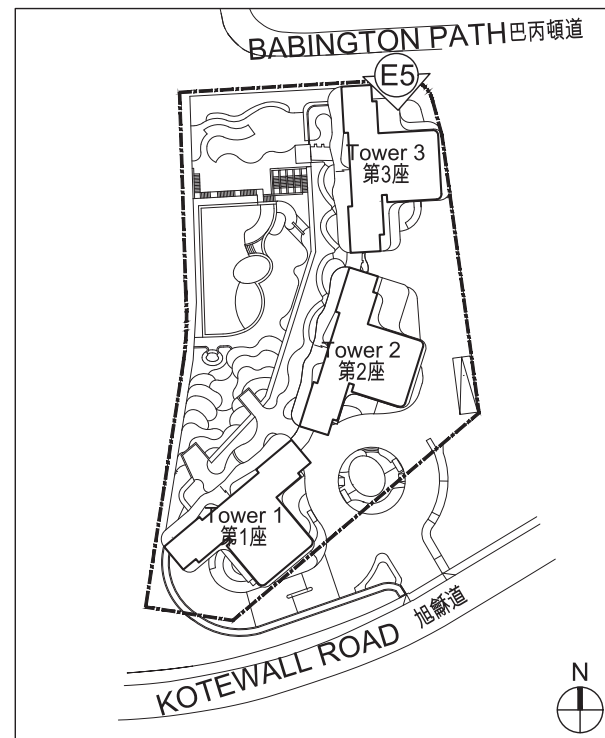 BABINGTON PATH巴丙頓道
E5
Tower 3
第3座
Tower 2
第2座
Tower 1
第1座
KOTEWALL ROAD 旭龢道
N